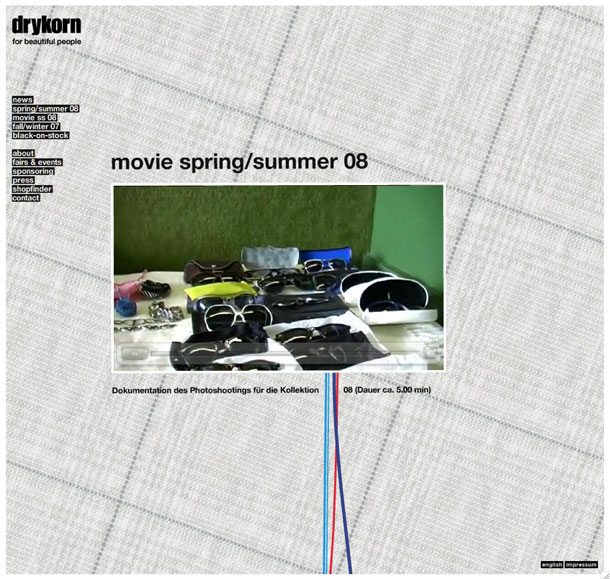 drykorn
for beautiful people
news
spring/summer 08
movie ss 08
fall/winter 07
black-on-stock
about
fairs & events
sponsoring
press
shopfinder
contact
movie spring/summer 08
Dokumentation des Photoshootings für die Kollektion 08 (Dauer ca. 5.00 min)
english impressum